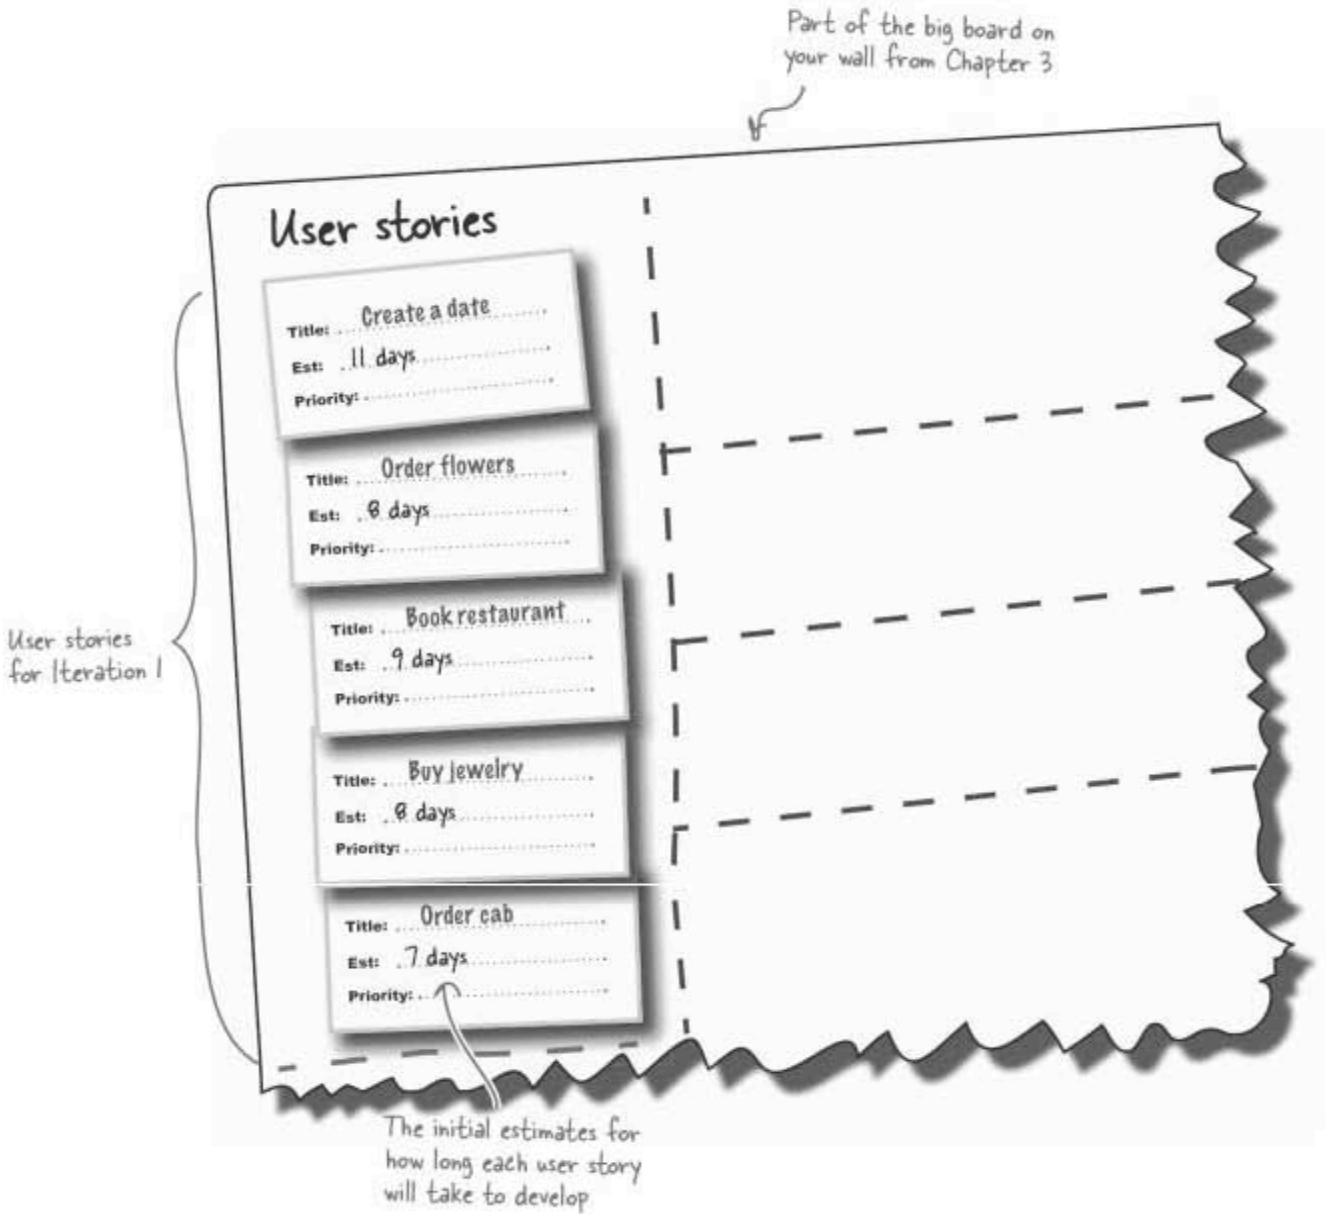 Part of the big board on
your wall from Chapter 3
User stories
Title: Create a date
Est: 11 days
Priority:
Title: Order flowers
Est: 8 days
Priority:
Title: Book restaurant
Est: 9 days
Priority:
User stories
for Iteration 1
Title: Buy jewelry
Est: 8 days
Priority:
Title: Order cab
Est: 7 days
Priority:
The initial estimates for
how long each user story
will take to develop